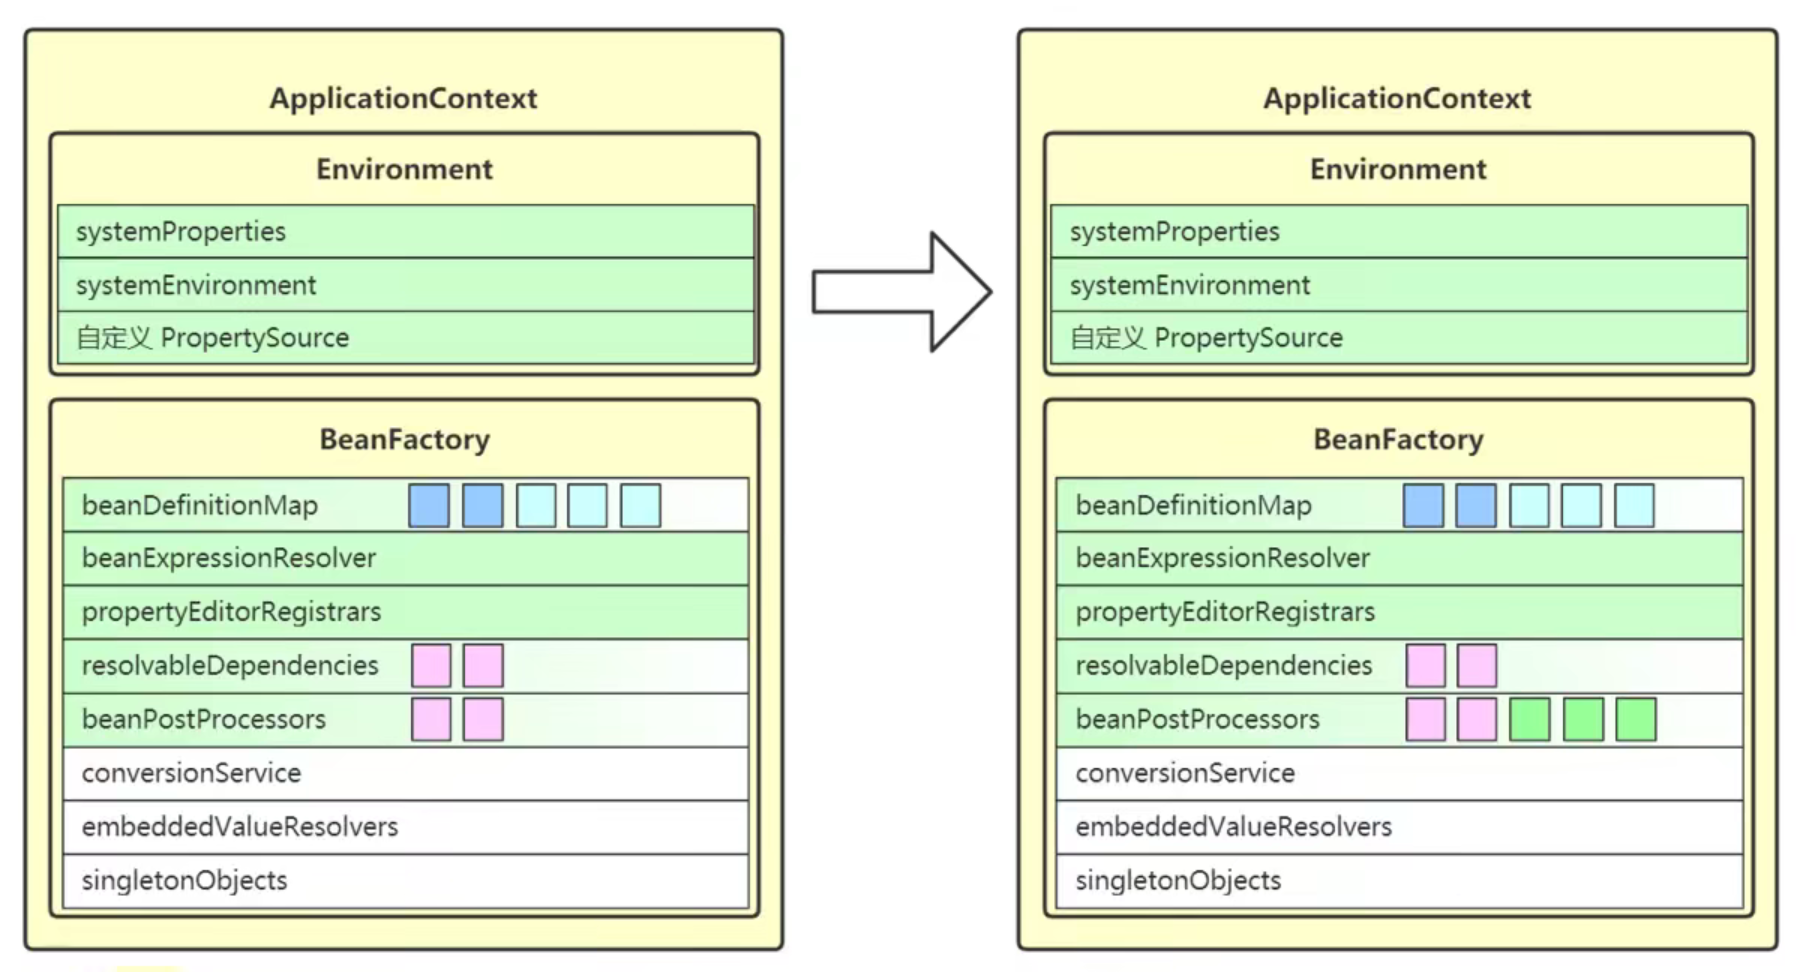 ApplicationContext
Environment
systemProperties
systemEnvironment
自定义 PropertySource
BeanFactory
beanDefinitionMap
beanExpressionResolver
propertyEditorRegistrars
resolvableDependencies
beanPostProcessors
conversionService
embeddedValueResolvers
singletonObjects
ApplicationContext
Environment
systemProperties
systemEnvironment
自定义 PropertySource
BeanFactory
beanDefinitionMap
beanExpressionResolver
propertyEditorRegistrars
resolvableDependencies
beanPostProcessors
conversionService
embeddedValueResolvers
singletonObjects